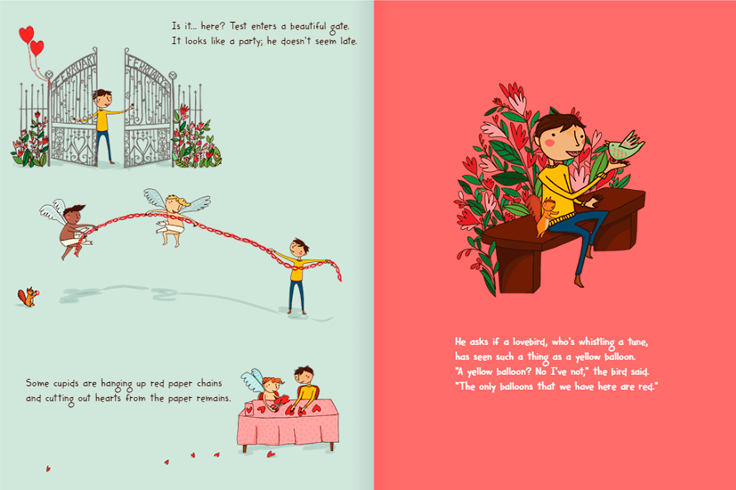 Is it... here? Test enters a beautiful gate.
It looks like a party; he doesn't seem late.
FEBRUARY
FEBRUARY
Some cupids are hanging up red paper chains
and cutting out hearts from the paper remains.
He asks if a lovebird, who's whistling a tune,
has seen such a thing as a yellow balloon.
"A yellow balloon? No I've not," the bird said.
"The only balloons that we have here are red."